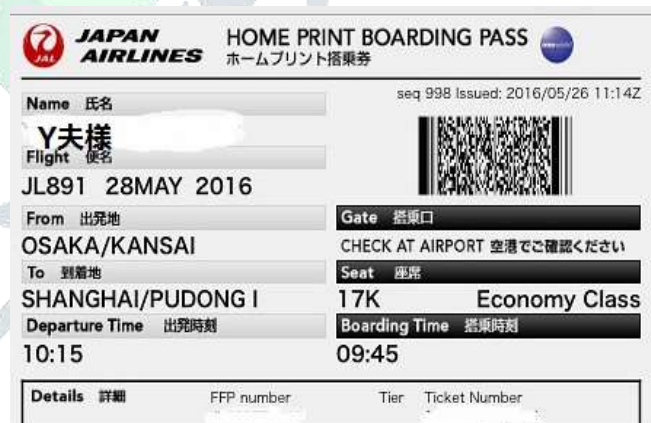 JAL
JAPAN AIRLINES
HOME PRINT BOARDING PASS
ホームプリント搭乗券
seq 998 Issued: 2016/05/26 11:14Z
Name 氏名
Y夫様
Flight 便名
JL891 28MAY 2016
From 出発地
Gate 搭乗口
OSAKA/KANSAI
CHECK AT AIRPORT 空港でご確認ください
To 到着地
Seat 座席
SHANGHAI/PUDONG I
17K Economy Class
Departure Time 出発時刻
Boarding Time 搭乗時刻
10:15
09:45
Details 詳細
FFP number
Tier
Ticket Number